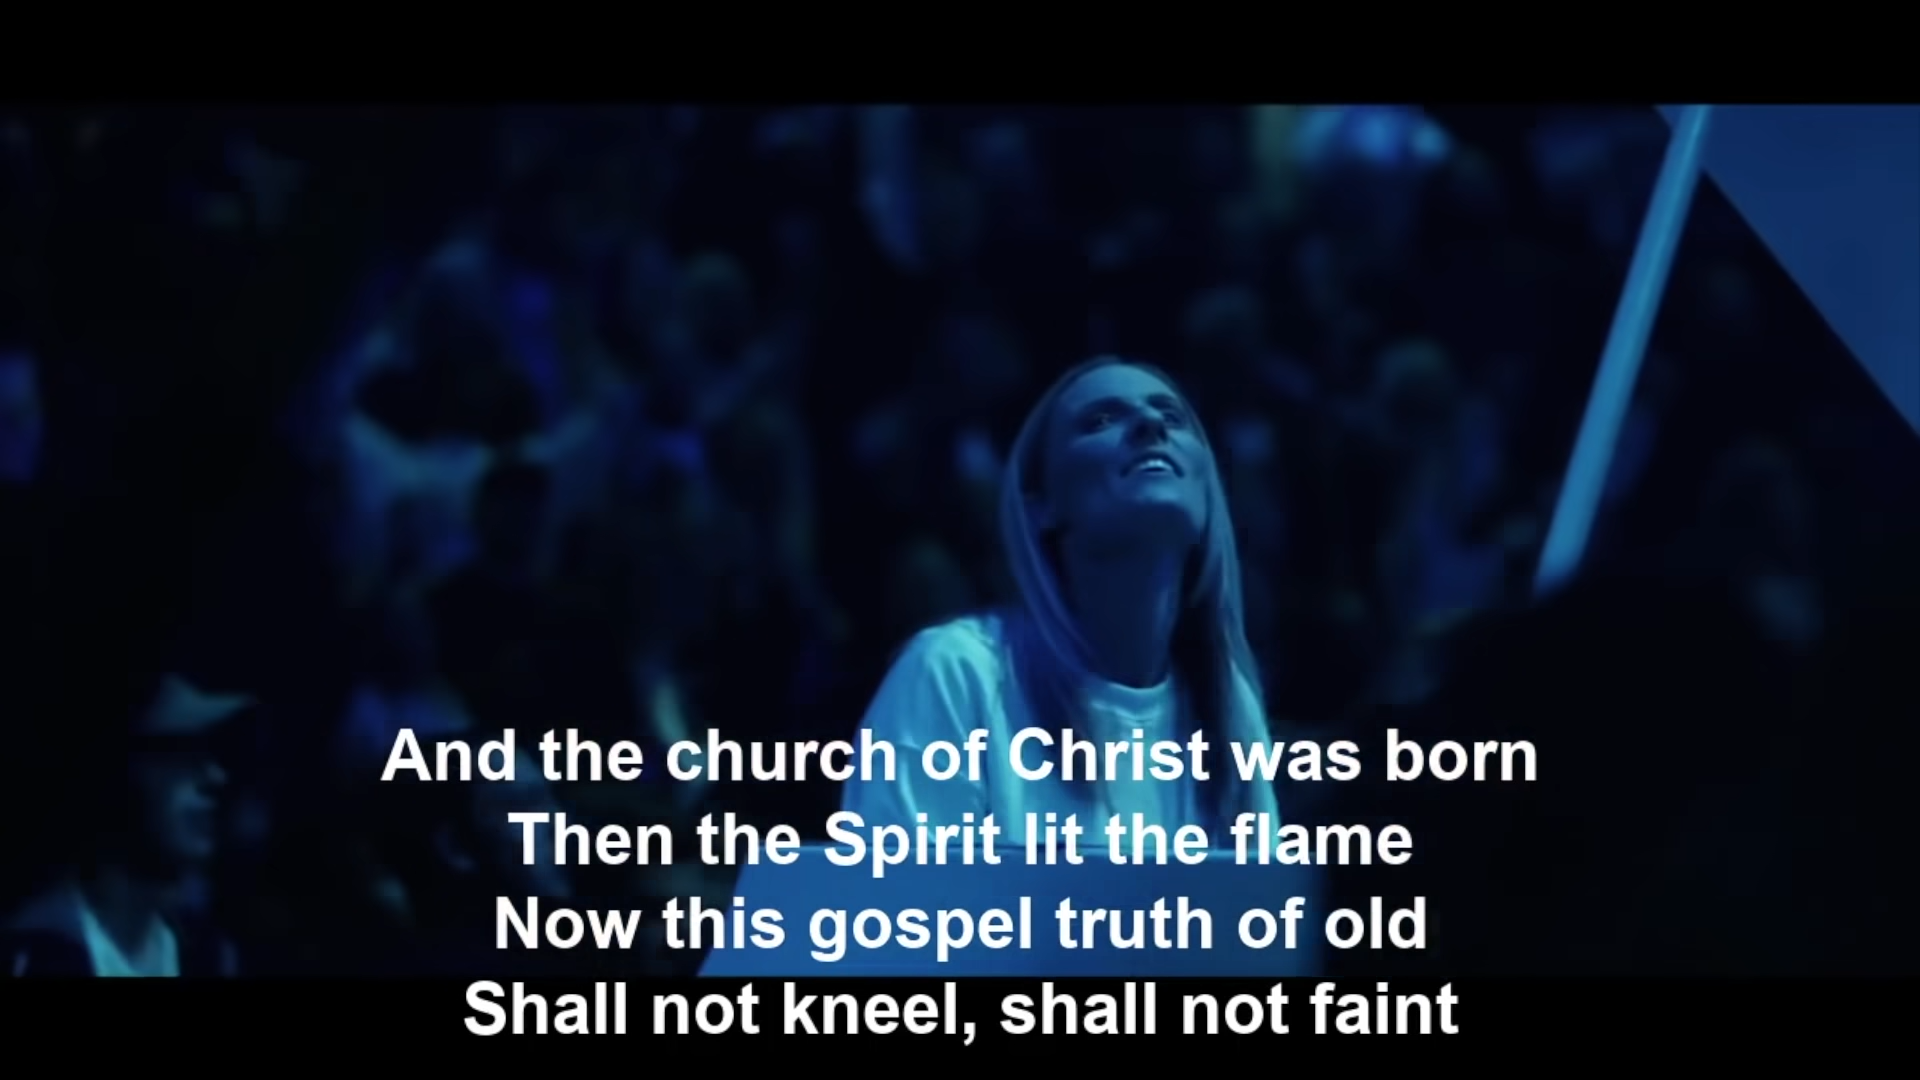 And the church of Christ was born
Then the Spirit lit the flame
Now this gospel truth of old
Shall not kneel, shall not faint